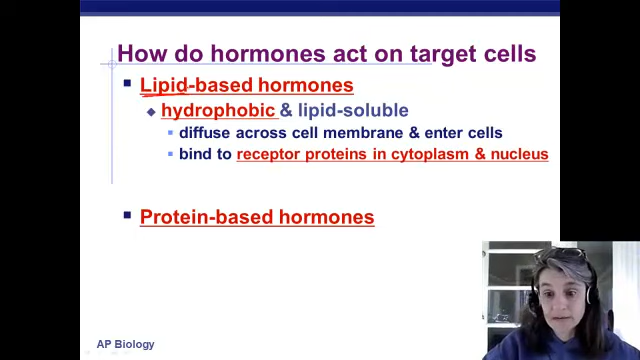 How do hormones act on target cells
Lipid-based hormones
hydrophobic & lipid-soluble
diffuse across cell membrane & enter cells
bind to receptor proteins in cytoplasm & nucleus
Protein-based hormones
AP Biology